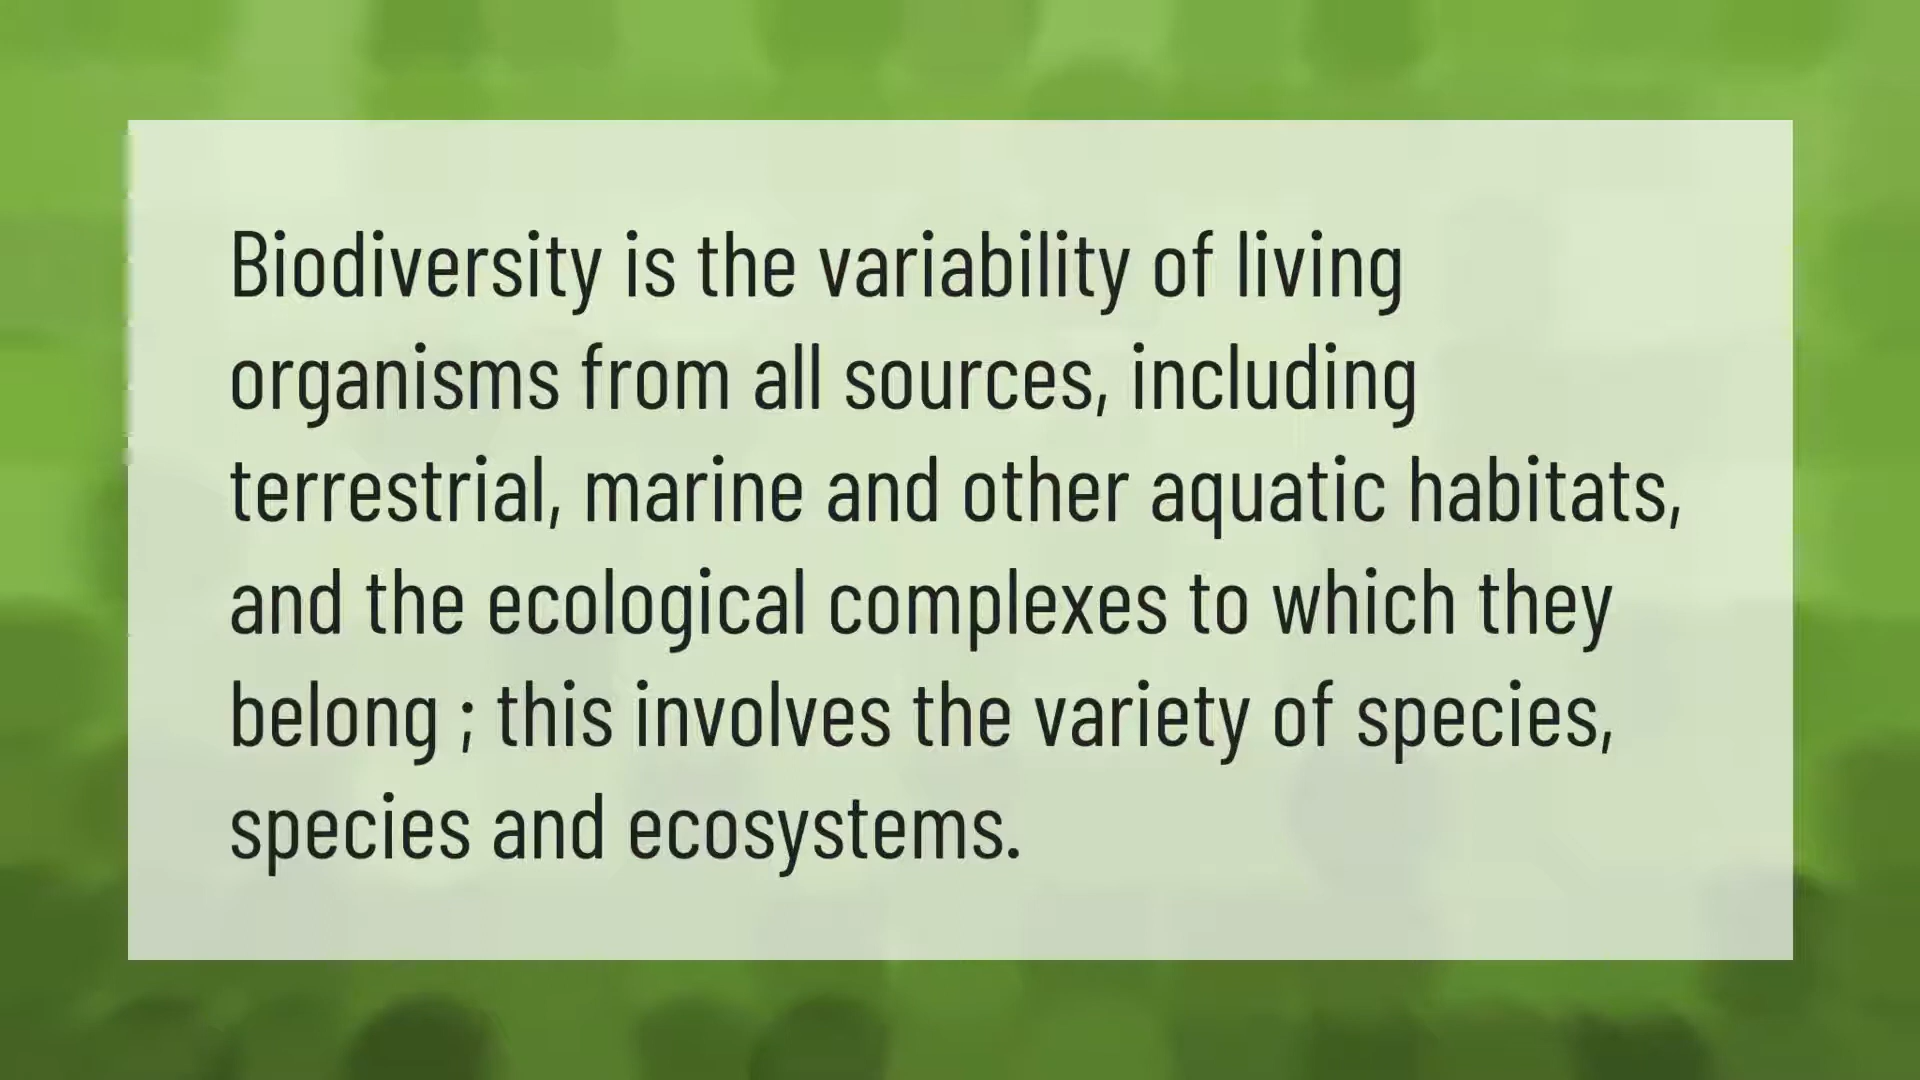 Biodiversity is the variability of living
organisms from all sources, including
terrestrial, marine and other aquatic habitats,
and the ecological complexes to which they
belong ; this involves the variety of species,
species and ecosystems.